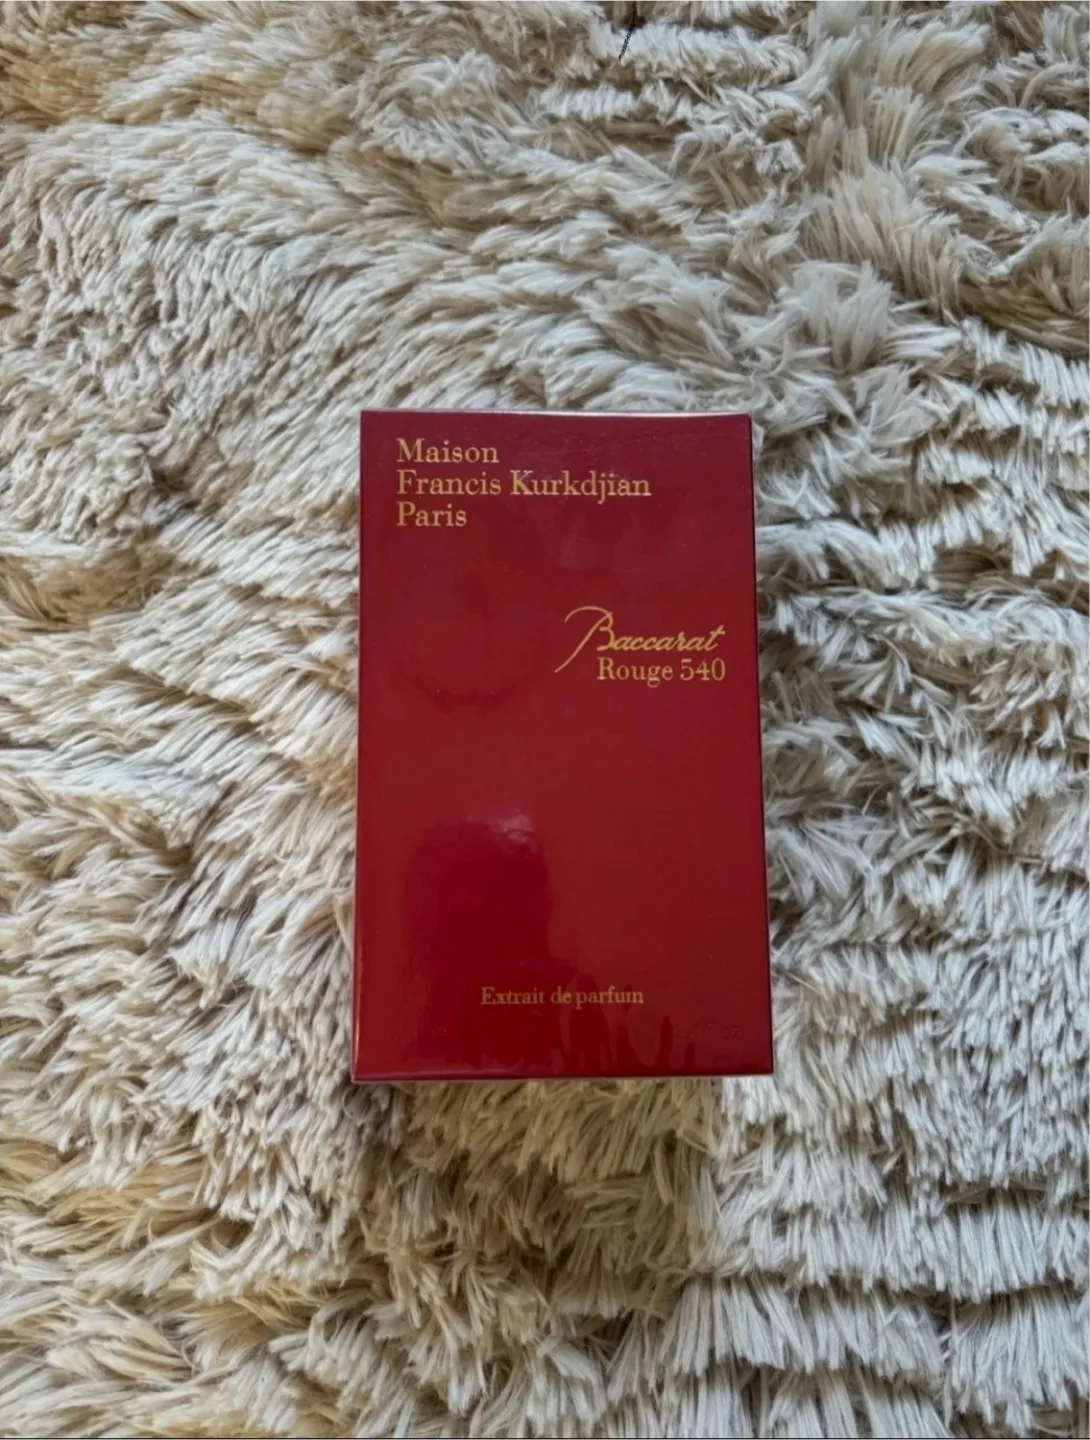 Maison
Francis Kurkdjian
Paris
Baccarat
Rouge 540
Extrait de parfum